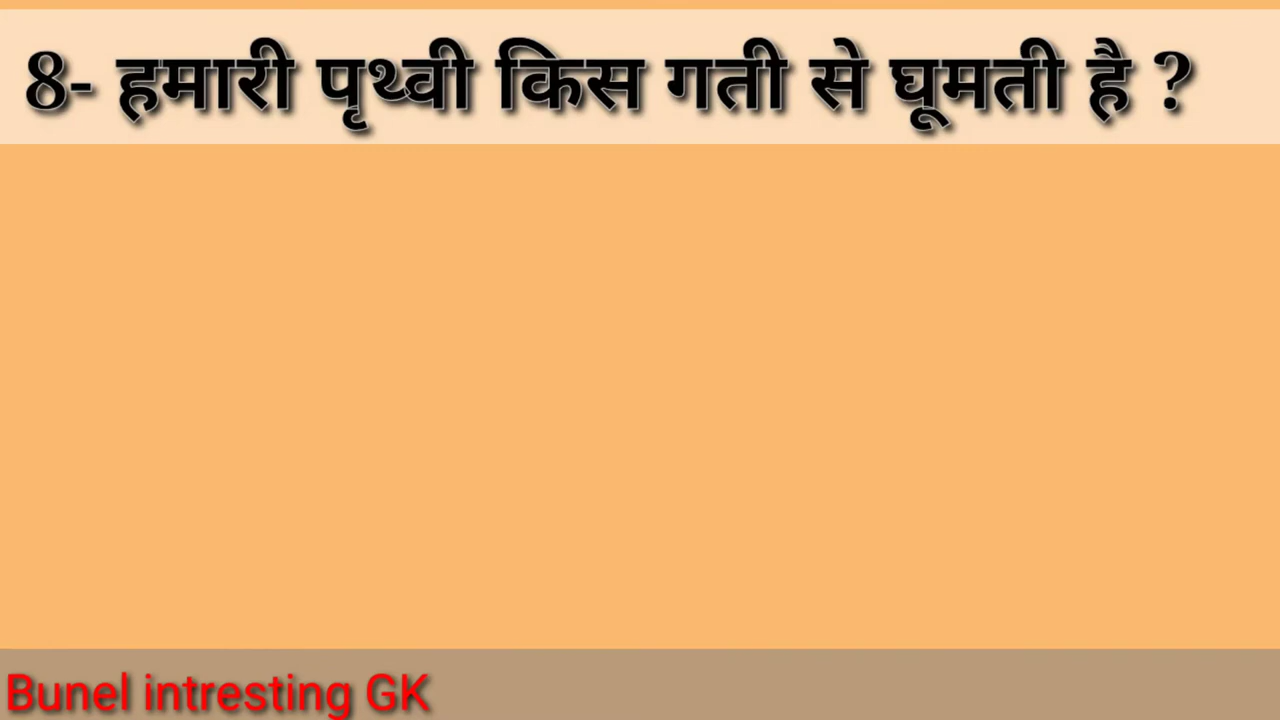 8- हमारी पृथ्वी किस गती से घूमती है ?
Bunel intresting GK